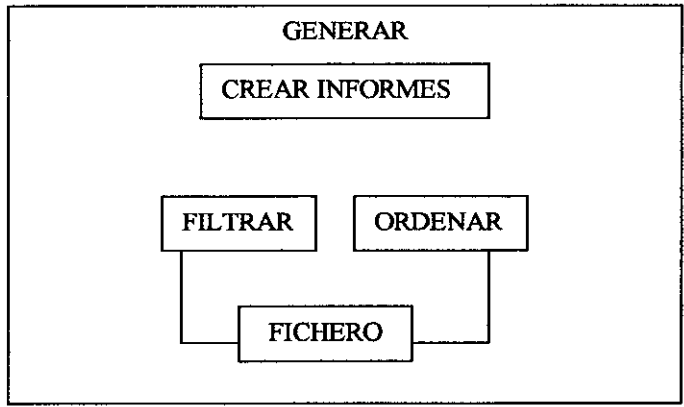 GENERAR
CREAR INFORMES
FILTRAR
ORDENAR
FICHERO